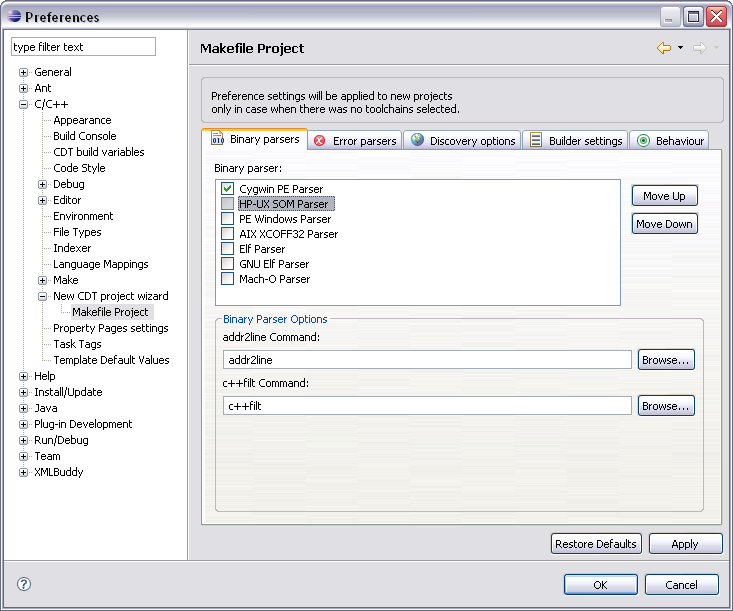 Preferences
type filter text
General
Ant
C/C++
Appearance
Build Console
CDT build variables
Code Style
Debug
Editor
Environment
File Types
Indexer
Language Mappings
Make
New CDT project wizard
Makefile Project
Property Pages settings
Task Tags
Template Default Values
Help
Install/Update
Java
Plug-in Development
Run/Debug
Team
XMLBuddy
Makefile Project
Preference settings will be applied to new projects
only in case when there was no toolchains selected.
Binary parsers
Error parsers
Discovery options
Builder settings
Behaviour
Binary parser:
Cygwin PE Parser
HP-UX SOM Parser
PE Windows Parser
AIX XCOFF32 Parser
Elf Parser
GNU Elf Parser
Mach-O Parser
Move Up
Move Down
Binary Parser Options
addr2line Command:
addr2line
Browse...
c++filt Command:
c++filt
Browse...
Restore Defaults
Apply
OK
Cancel